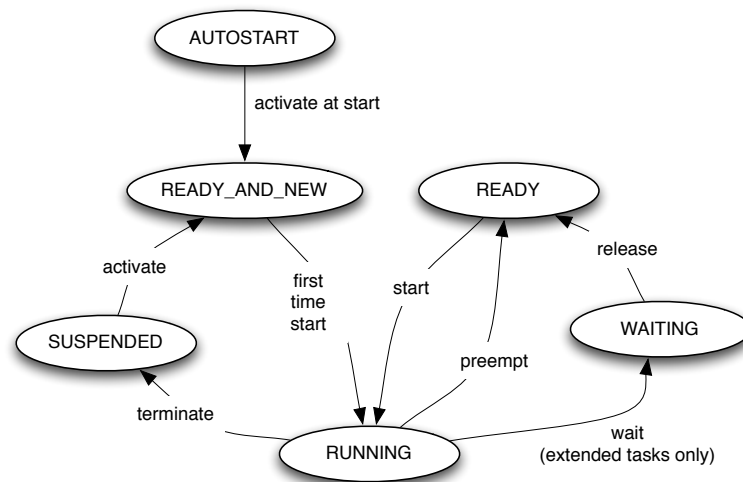 AUTOSTART
activate at start
READY_AND_NEW
READY
release
activate
first
time
start
start
SUSPENDED
WAITING
preempt
terminate
wait
(extended tasks only)
RUNNING